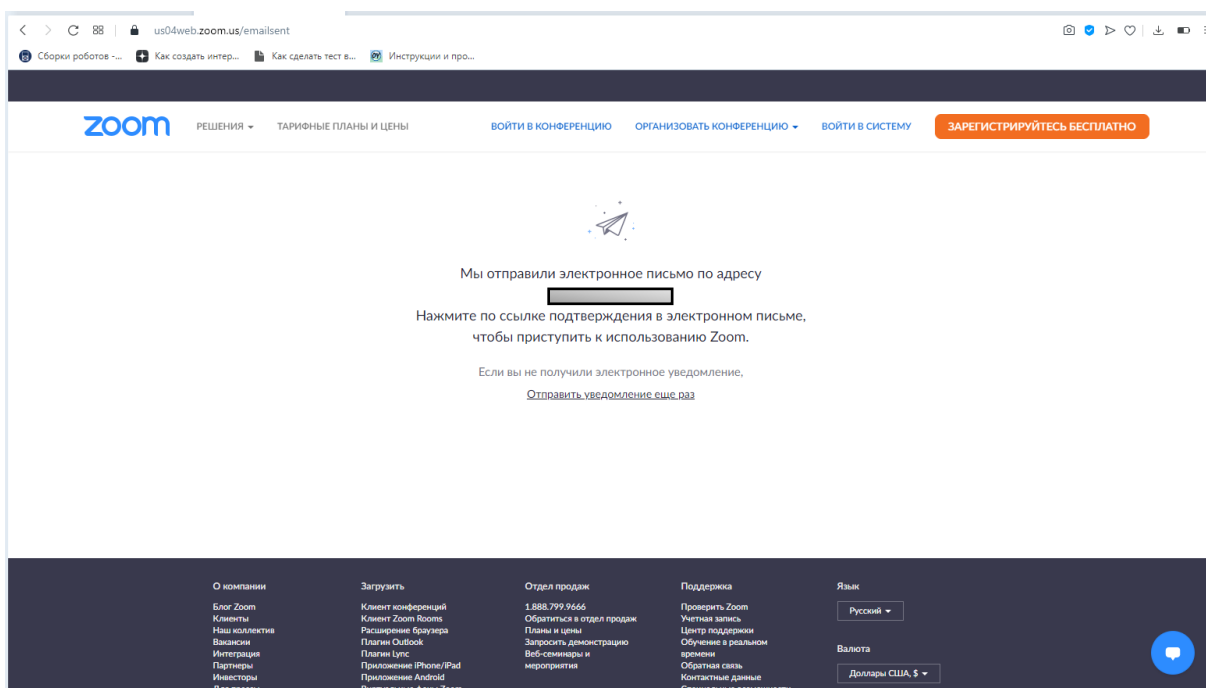 us04web.zoom.us/emailsent
Сборки роботов -... Как создать интер... Как сделать тест в... Инструкции и про...
zoom РЕШЕНИЯ ТАРИФНЫЕ ПЛАНЫ И ЦЕНЫ ВОЙТИ В КОНФЕРЕНЦИЮ ОРГАНИЗОВАТЬ КОНФЕРЕНЦИЮ ВОЙТИ В СИСТЕМУ ЗАРЕГИСТРИРУЙТЕСЬ БЕСПЛАТНО
Мы отправили электронное письмо по адресу
Нажмите по ссылке подтверждения в электронном письме,
чтобы приступить к использованию Zoom.
Если вы не получили электронное уведомление,
Отправить уведомление еще раз
О компании
Блог Zoom
Клиенты
Наш коллектив
Вакансии
Интеграция
Партнеры
Инвесторы
Загрузить
Клиент конференций
Клиент Zoom Rooms
Расширение браузера
Плагин Outlook
Плагин Lync
Приложение iPhone/iPad
Приложение Android
Отдел продаж
1.888.799.9666
Обратиться в отдел продаж
Планы и цены
Запросить демонстрацию
Веб-семинары и
мероприятия
Поддержка
Проверить Zoom
Учетная запись
Центр поддержки
Обучение в реальном
времени
Обратная связь
Контактные данные
Язык
Русский
Валюта
Доллары США, $